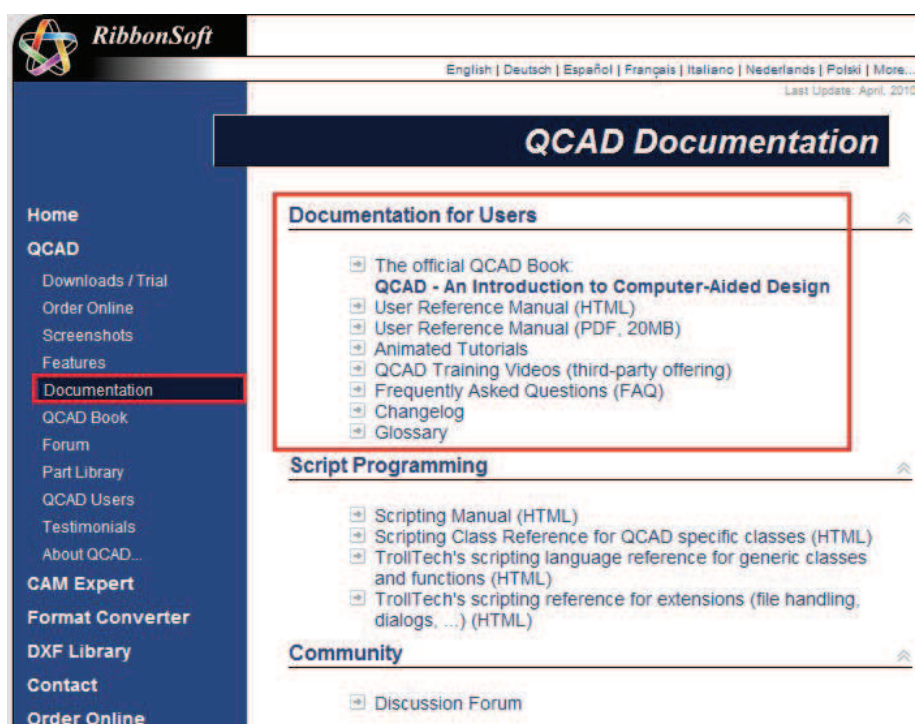 RibbonSoft
English | Deutsch | Español | Français | Italiano | Nederlands | Polski | More...
Last Update: April, 2010
QCAD Documentation
Home
QCAD
Downloads / Trial
Order Online
Screenshots
Features
Documentation
QCAD Book
Forum
Part Library
QCAD Users
Testimonials
About QCAD...
CAM Expert
Format Converter
DXF Library
Contact
Order Online
Documentation for Users
The official QCAD Book:
QCAD - An Introduction to Computer-Aided Design
User Reference Manual (HTML)
User Reference Manual (PDF, 20MB)
Animated Tutorials
QCAD Training Videos (third-party offering)
Frequently Asked Questions (FAQ)
Changelog
Glossary
Script Programming
Scripting Manual (HTML)
Scripting Class Reference for QCAD specific classes (HTML)
TrollTech's scripting language reference for generic classes
and functions (HTML)
TrollTech's scripting reference for extensions (file handling,
dialogs, ...) (HTML)
Community
Discussion Forum